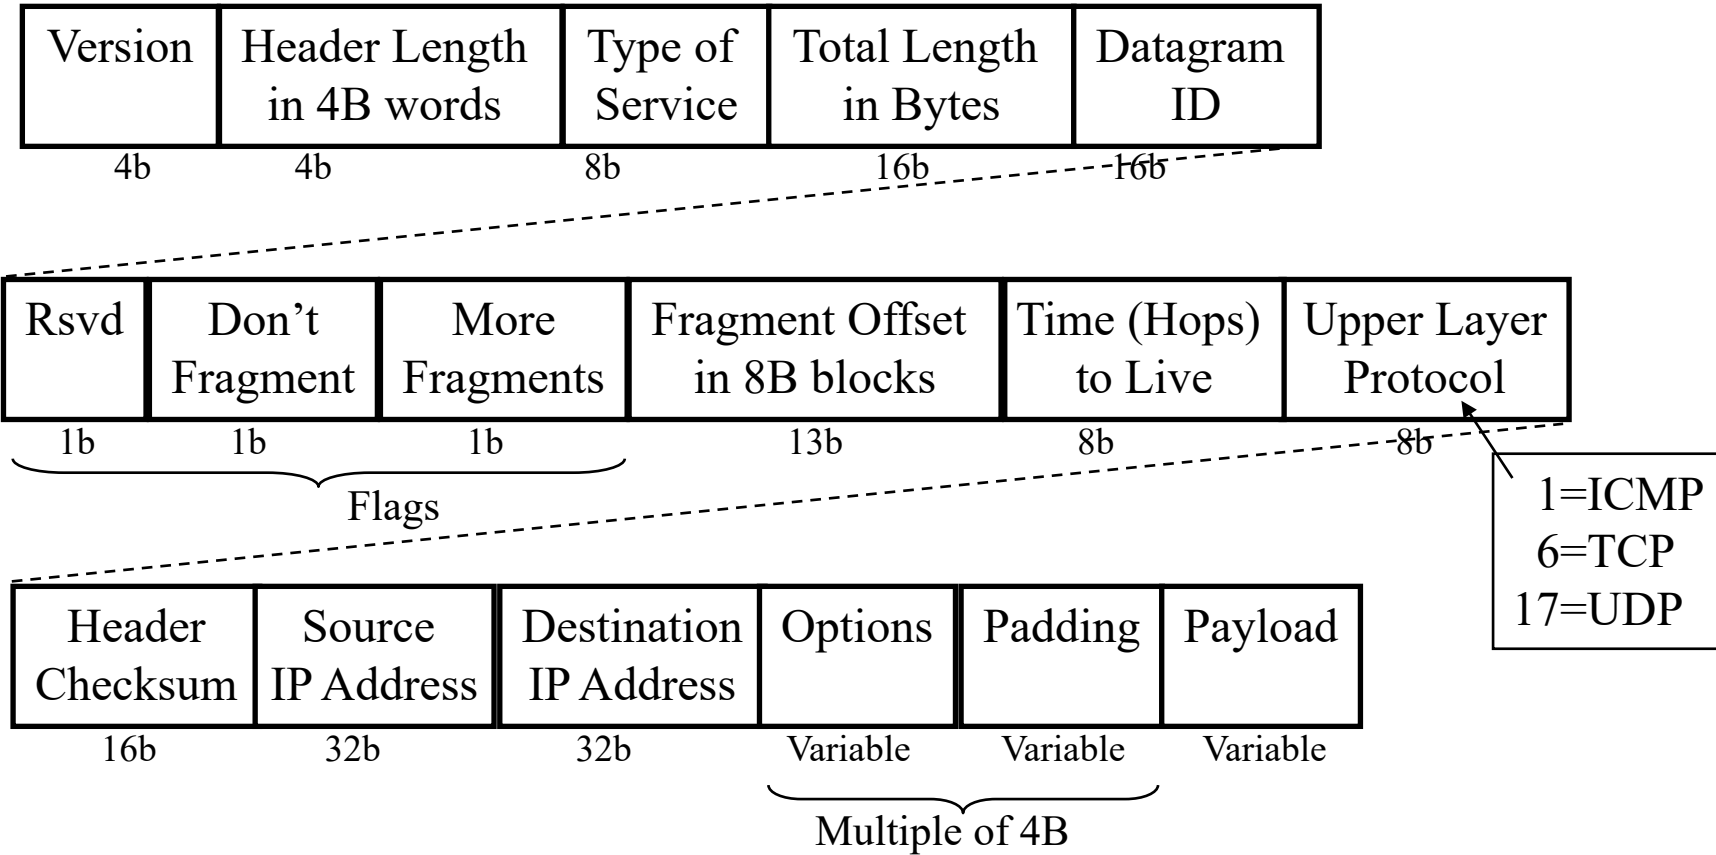 Version Header Length Type of Total Length Datagram
in 4B words Service in Bytes ID
4b 4b 8b 16b 16b
Rsvd Don’t More Fragment Offset Time (Hops) Upper Layer
Fragment Fragments in 8B blocks to Live Protocol
1b 1b 1b 13b 8b 8b
Flags
1=ICMP
6=TCP
17=UDP
Header Source Destination Options Padding Payload
Checksum IP Address IP Address
16b 32b 32b Variable Variable Variable
Multiple of 4B